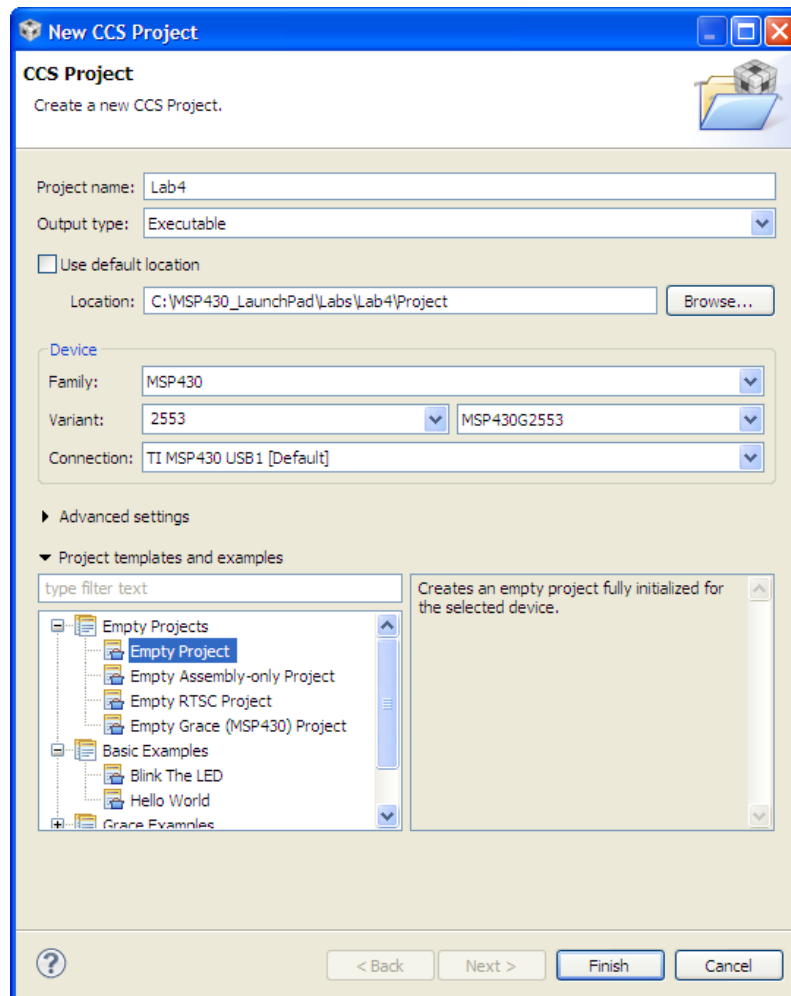 New CCS Project
CCS Project
Create a new CCS Project.
Project name: Lab4
Output type: Executable
Use default location
Location: C:\MSP430_LaunchPad\Labs\Lab4\Project Browse...
Device
Family: MSP430
Variant: 2553 MSP430G2553
Connection: TI MSP430 USB1 [Default]
Advanced settings
Project templates and examples
type filter text
Creates an empty project fully initialized for
the selected device.
Empty Projects
Empty Project
Empty Assembly-only Project
Empty RTSC Project
Empty Grace (MSP430) Project
Basic Examples
Blink The LED
Hello World
Grace Examples
? < Back Next > Finish Cancel